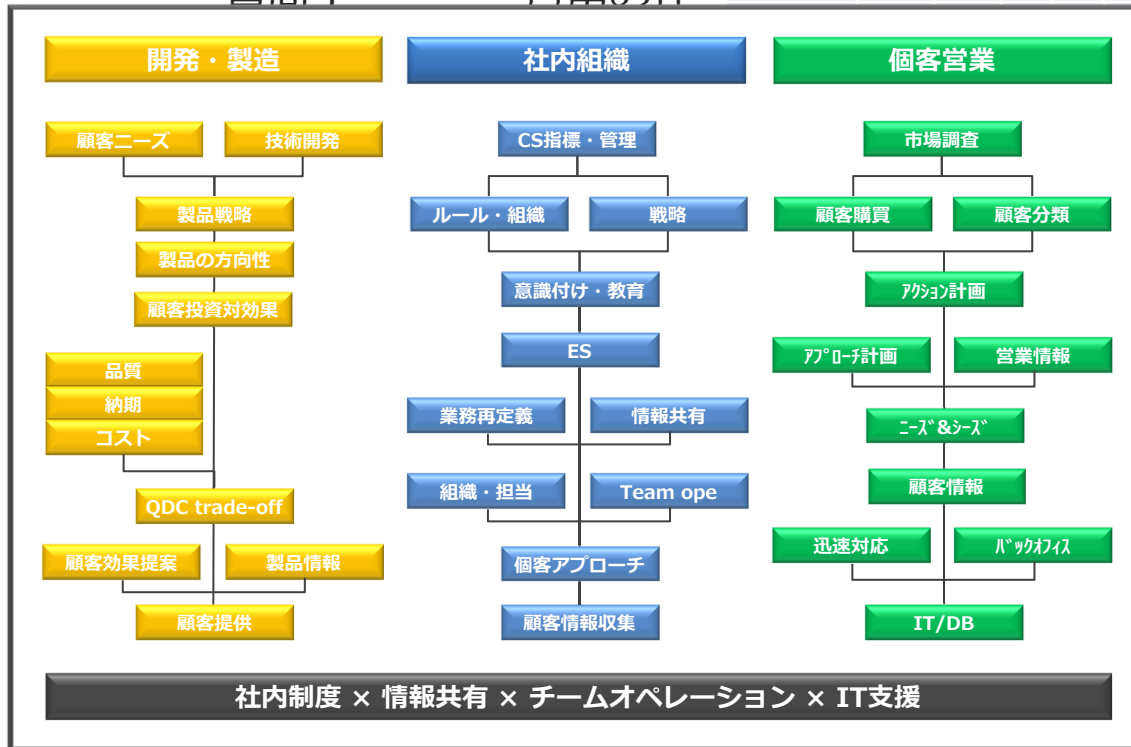 開発・製造
社内組織
個客営業
顧客ニーズ
技術開発
製品戦略
製品の方向性
顧客投資対効果
品質
納期
コスト
QDC trade-off
顧客効果提案
製品情報
顧客提供
CS指標・管理
ルール・組織
戦略
意識付け・教育
ES
業務再定義
情報共有
組織・担当
Team ope
個客アプローチ
顧客情報収集
市場調査
顧客購買
顧客分類
ｱｸｼｮﾝ計画
ｱﾌﾟﾛｰﾁ計画
営業情報
ﾆｰｽﾞ&ｼｰｽﾞ
顧客情報
迅速対応
ﾊﾞｯｸｵﾌｨｽ
IT/DB
社内制度 × 情報共有 × チームオペレーション × IT支援